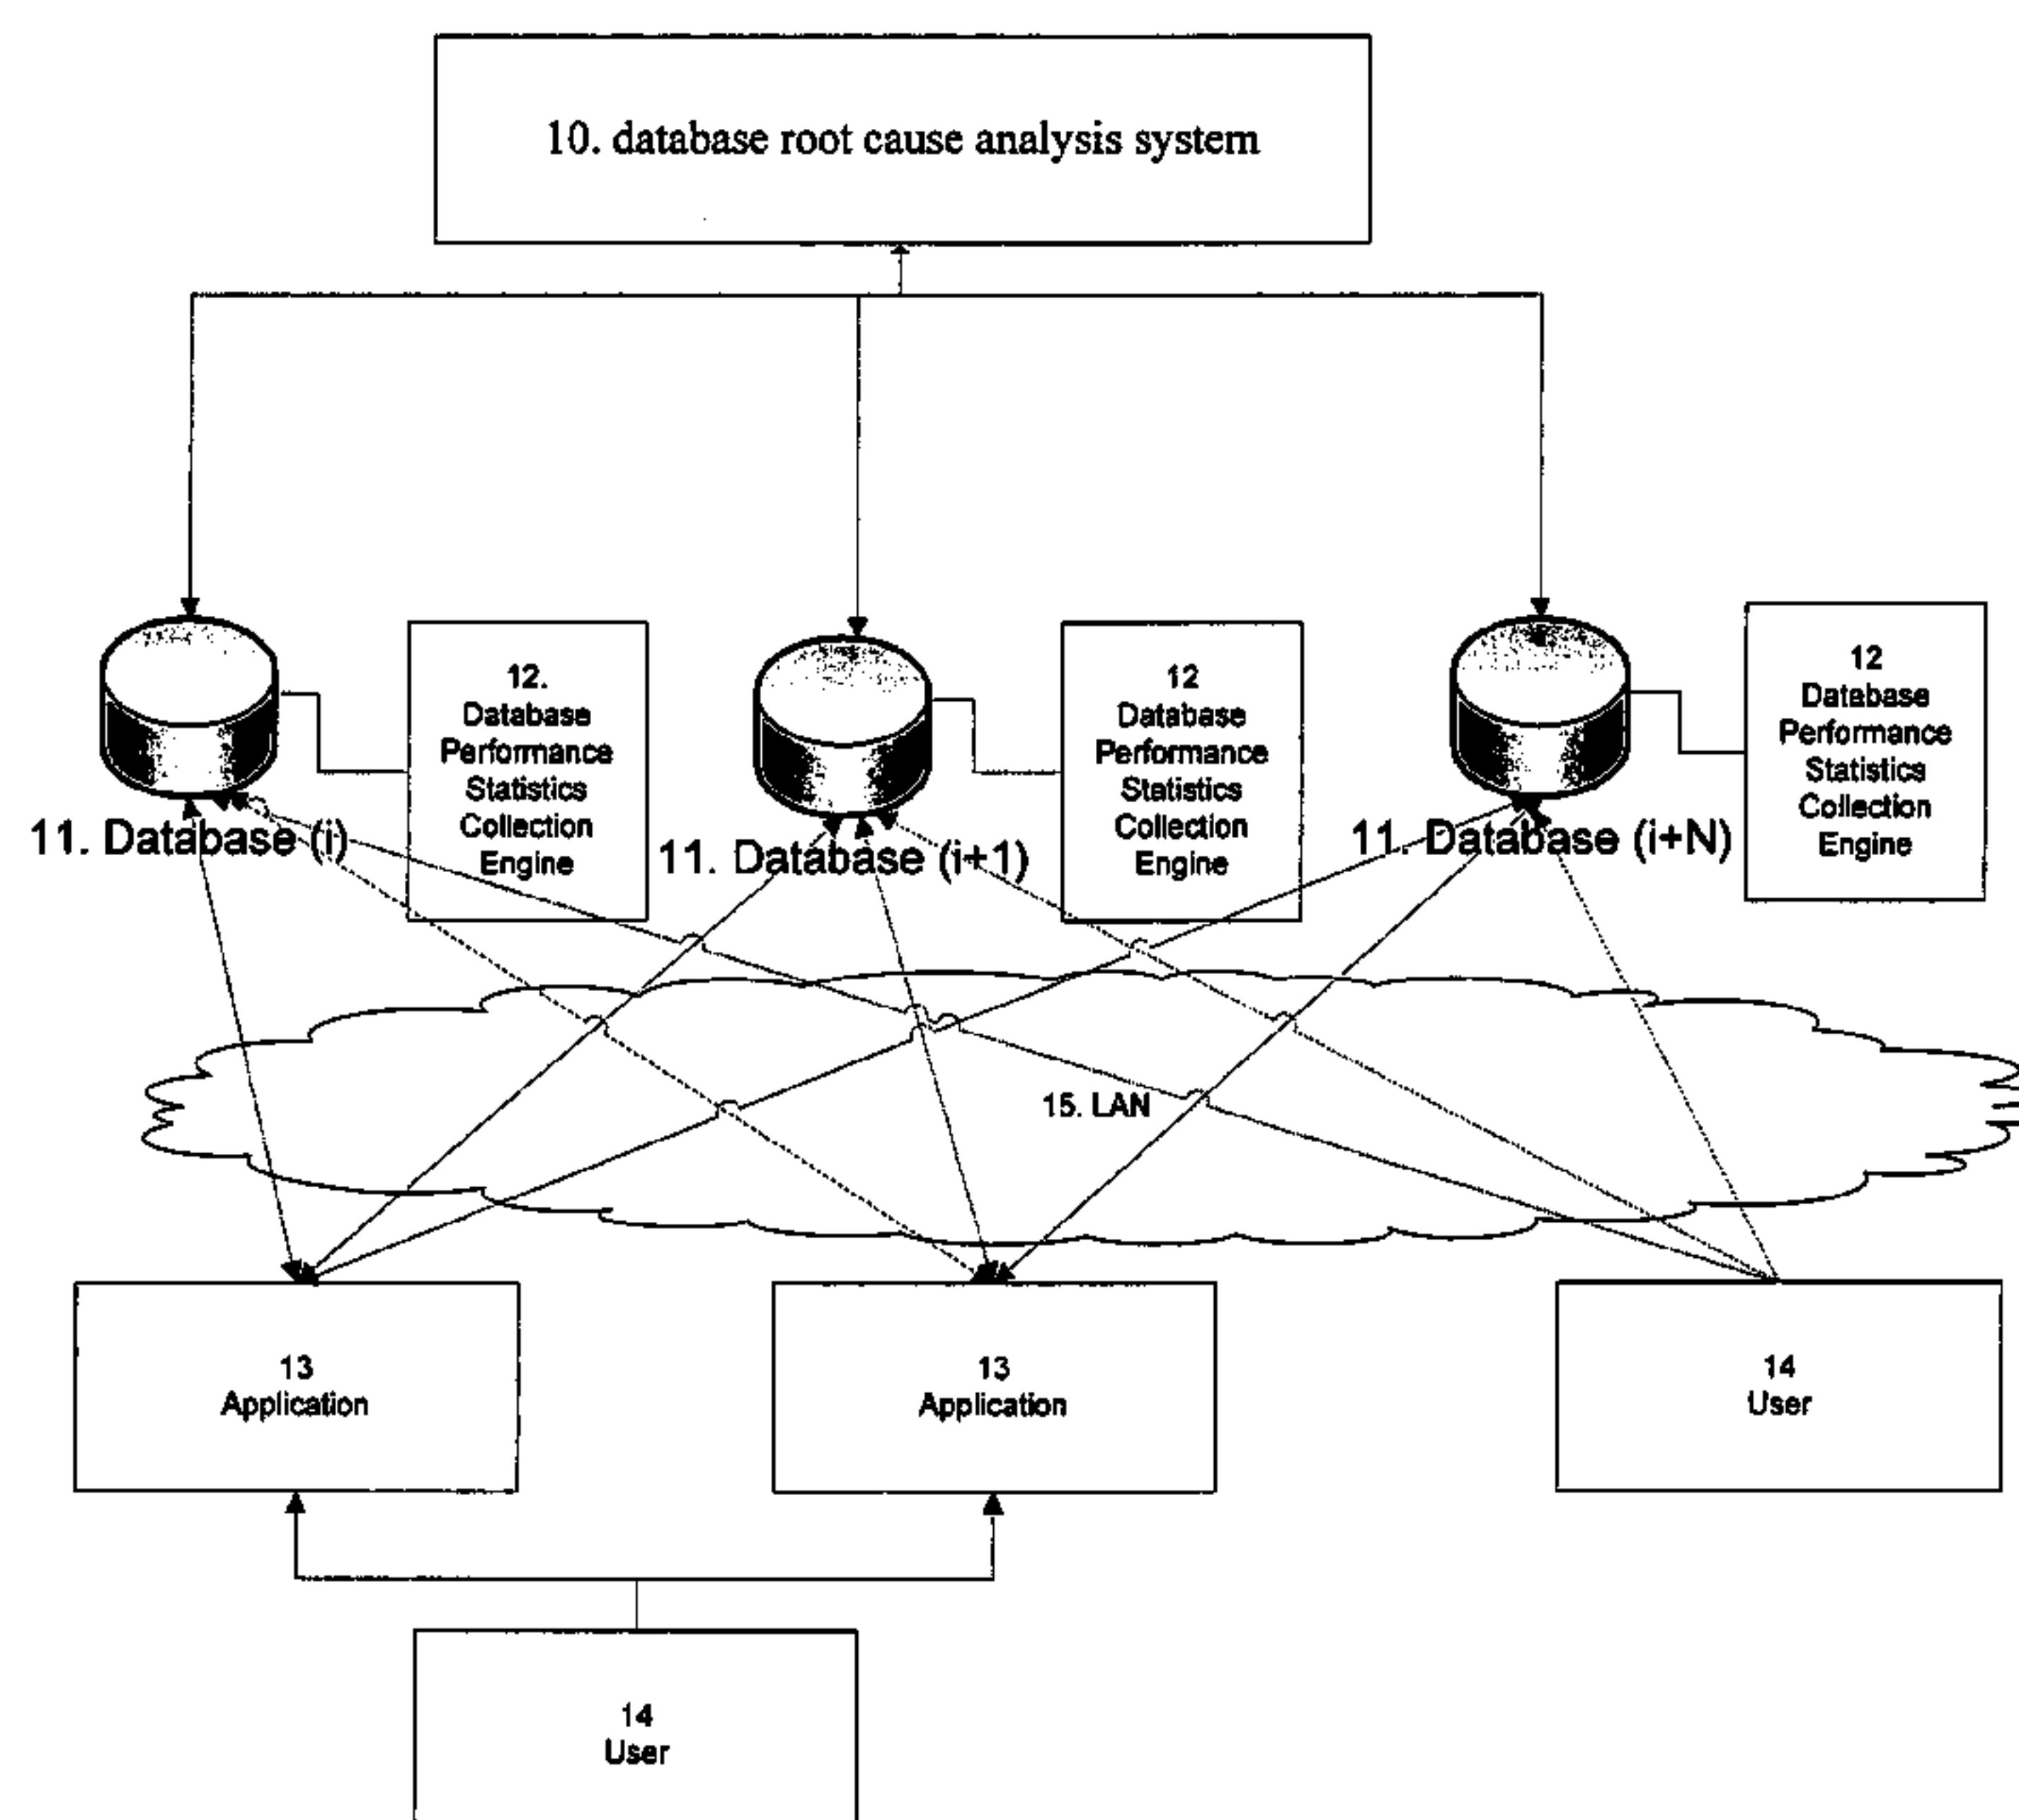 10. database root cause analysis system
12.
Database
Performance
Statistics
Collection
Engine
11. Database (i)
12
Database
Performance
Statistics
Collection
Engine
11. Database (i+1)
12
Database
Performance
Statistics
Collection
Engine
11. Database (i+N)
15. LAN
13
Application
13
Application
14
User
14
User